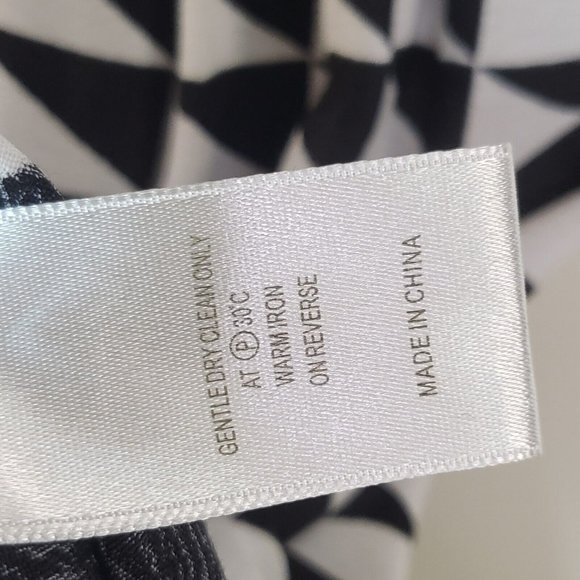 GENTLE DRY CLEAN ONLY
AT Ⓟ 30°C
WARM IRON
ON REVERSE
MADE IN CHINA